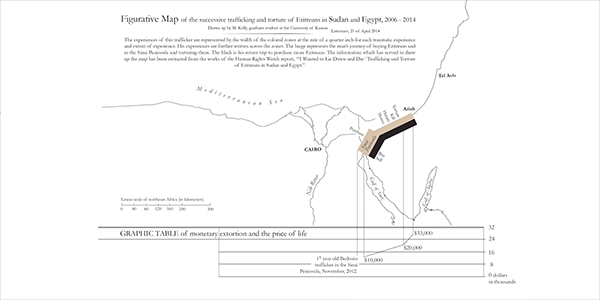 Figurative Map of the successive trafficking and torture of Eritreans in Sudan and Egypt, 2006 - 2014
Drawn up by M. Kelly, graduate student at the University of Kansas
Lawrence, 21 of April 2014
The experiences of this trafficker are represented by the width of the colored zones at the rate of a quarter inch for each traumatic experience
and extent of experience. His experiences are further written across the zones. The beige represents the man's journey of buying Eritreans and
in the Sinai Peninsula and torturing them. The black is his return trip to purchase more Eritreans. The information which has served to draw
up the map has been extracted from the works of the Human Rights Watch report, "'I Wanted to Lie Down and Die' Trafficking and Torture
of Eritreans in Sudan and Egypt."
Mediterranean Sea
Tel Aviv
Arish
Purchase
Sinai
Peninsula
CAIRO
Nile River
Gulf of Suez
Gulf of Aqaba
Linear scale of northeast Africa (in kilometers)
0 40 120 160 200 300
GRAPHIC TABLE of monetary extortion and the price of life
$33,000
$20,000
$10,000
17 year old Bedouin
trafficker in the Sinai
Peninsula, November, 2012.
32
24
16
8
0 dollars
in thousands